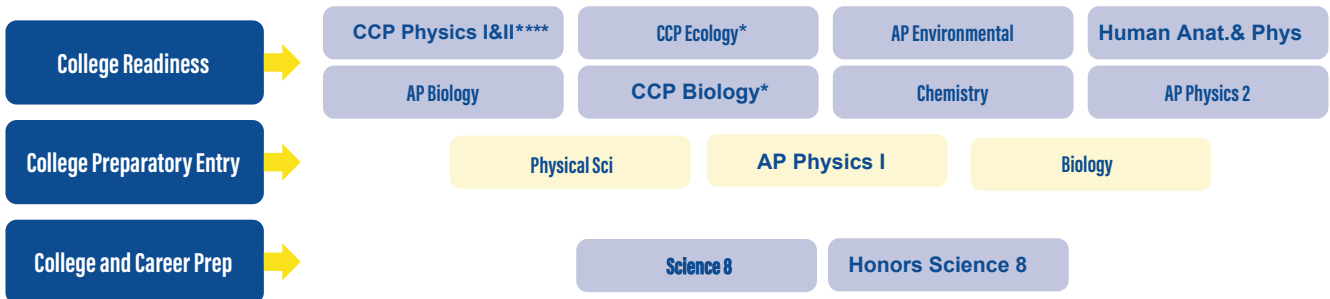 College Readiness
CCP Physics I&II****
CCP Ecology*
AP Environmental
Human Anat.& Phys
AP Biology
CCP Biology*
Chemistry
AP Physics 2
College Preparatory Entry
Physical Sci
AP Physics I
Biology
College and Career Prep
Science 8
Honors Science 8